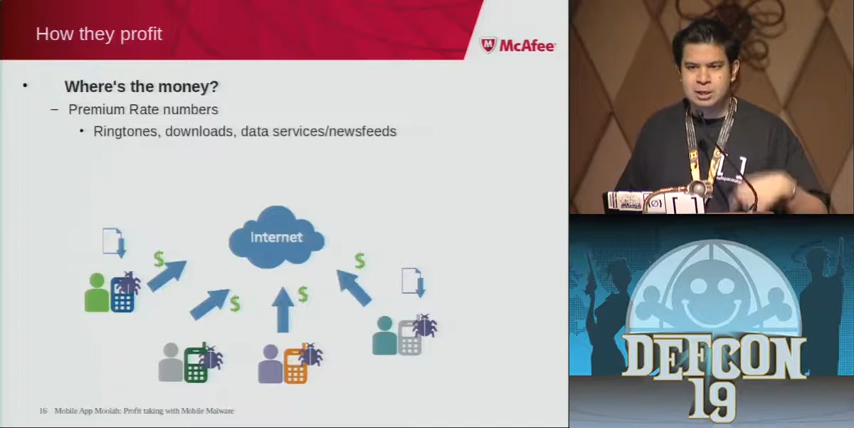 How they profit
McAfee
Where's the money?
Premium Rate numbers
Ringtones, downloads, data services/newsfeeds
Internet
$
$
$
$
16 Mobile App Moolah: Profit taking with Mobile Malware
DEFCON
19